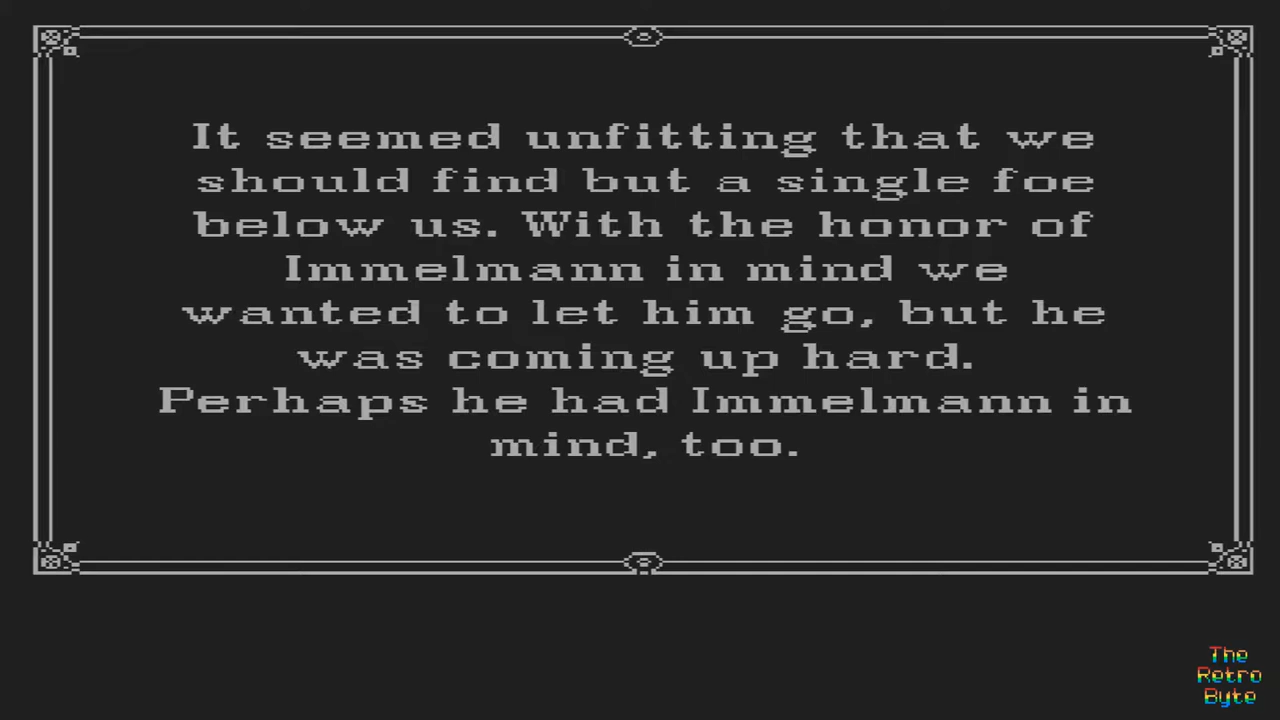 It seemed unfitting that we
should find but a single foe
below us. With the honor of
Immelmann in mind we
wanted to let him go, but he
was coming up hard.
Perhaps he had Immelmann in
mind, too.
The
Retro
Byte